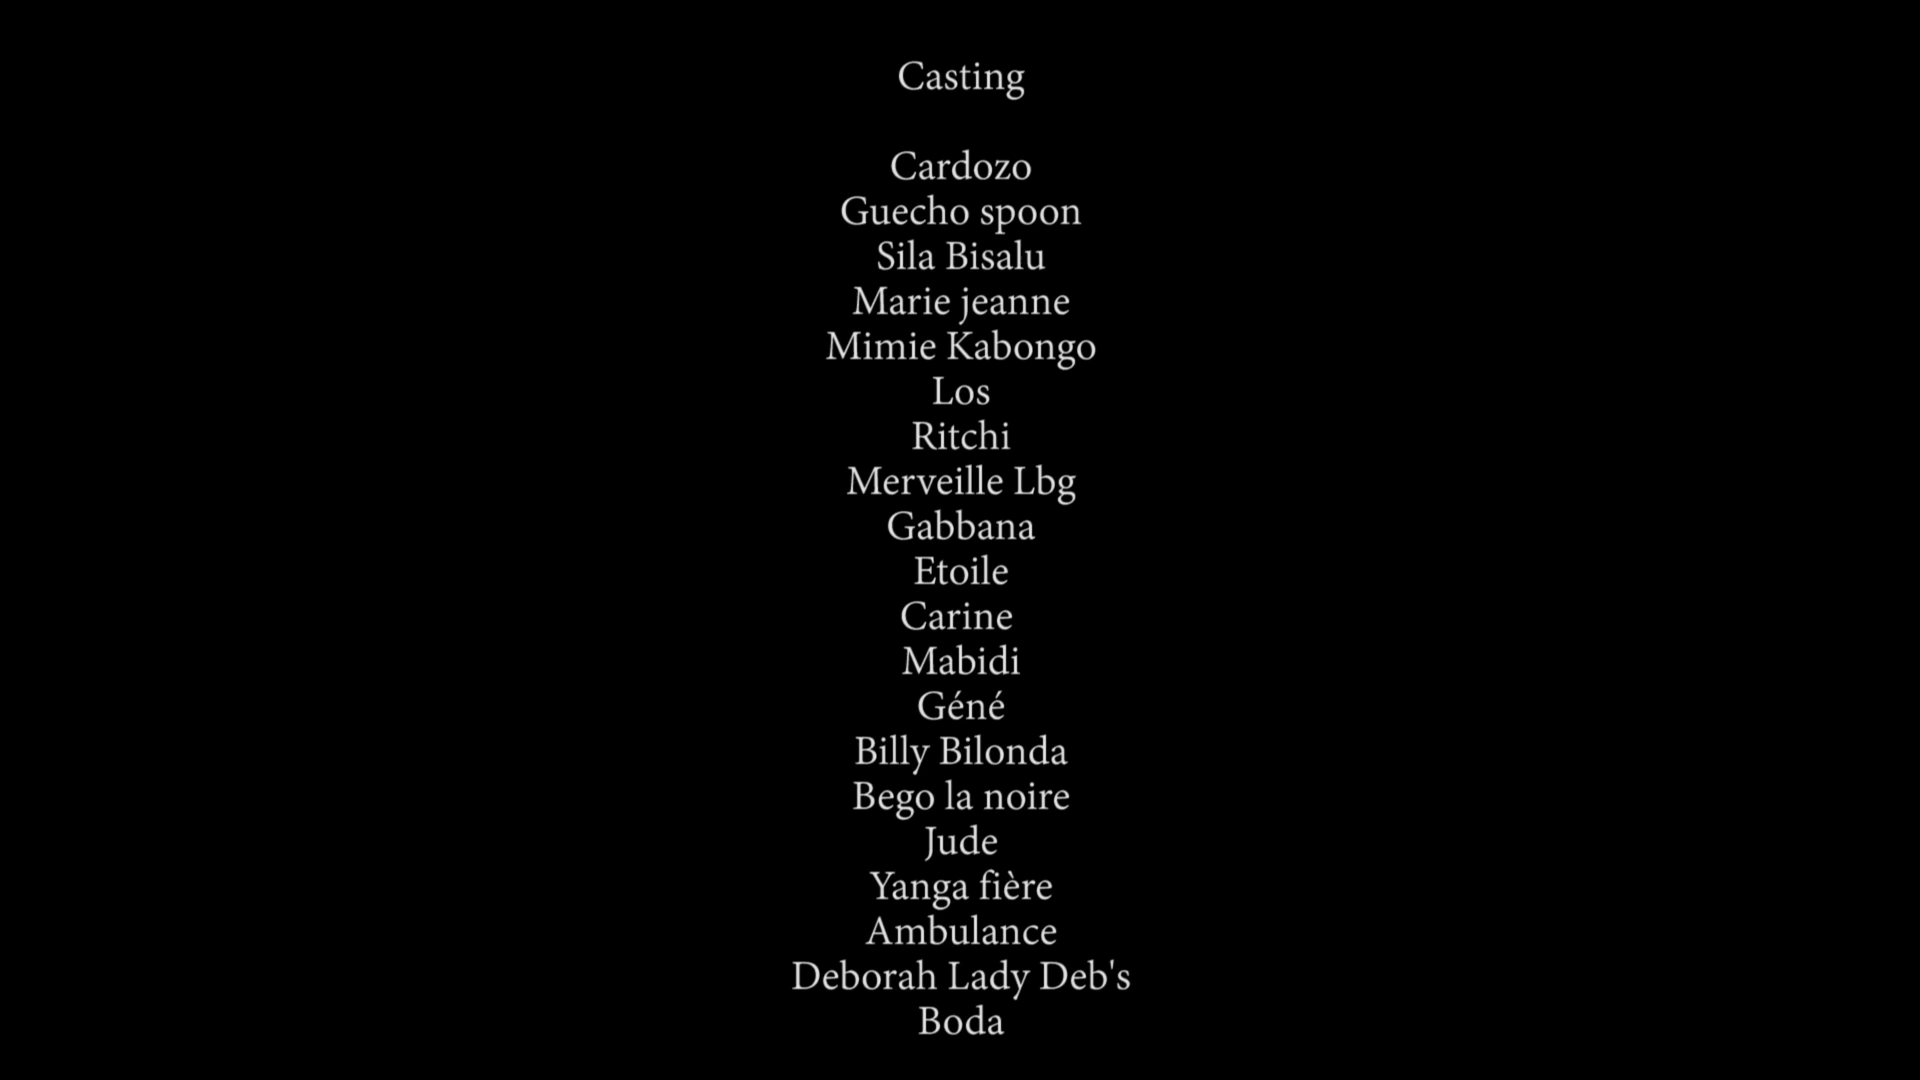 Casting
Cardozo
Guecho spoon
Sila Bisalu
Marie jeanne
Mimie Kabongo
Los
Ritchi
Merveille Lbg
Gabbana
Etoile
Carine
Mabidi
Géné
Billy Bilonda
Bego la noire
Jude
Yanga fière
Ambulance
Deborah Lady Deb's
Boda